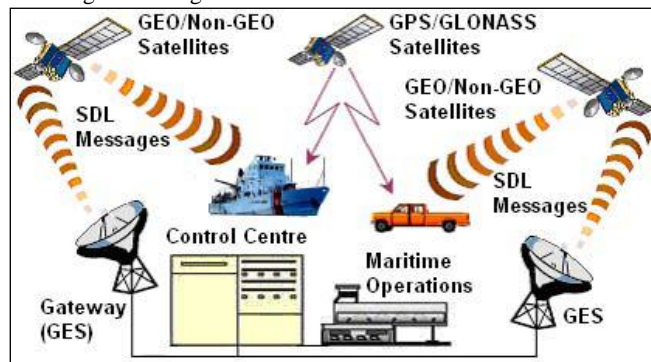 GEO/Non-GEO
Satellites
GPS/GLONASS
Satellites
GEO/Non-GEO
Satellites
SDL
Messages
SDL
Messages
Control Centre
Maritime
Operations
Gateway
(GES)
GES